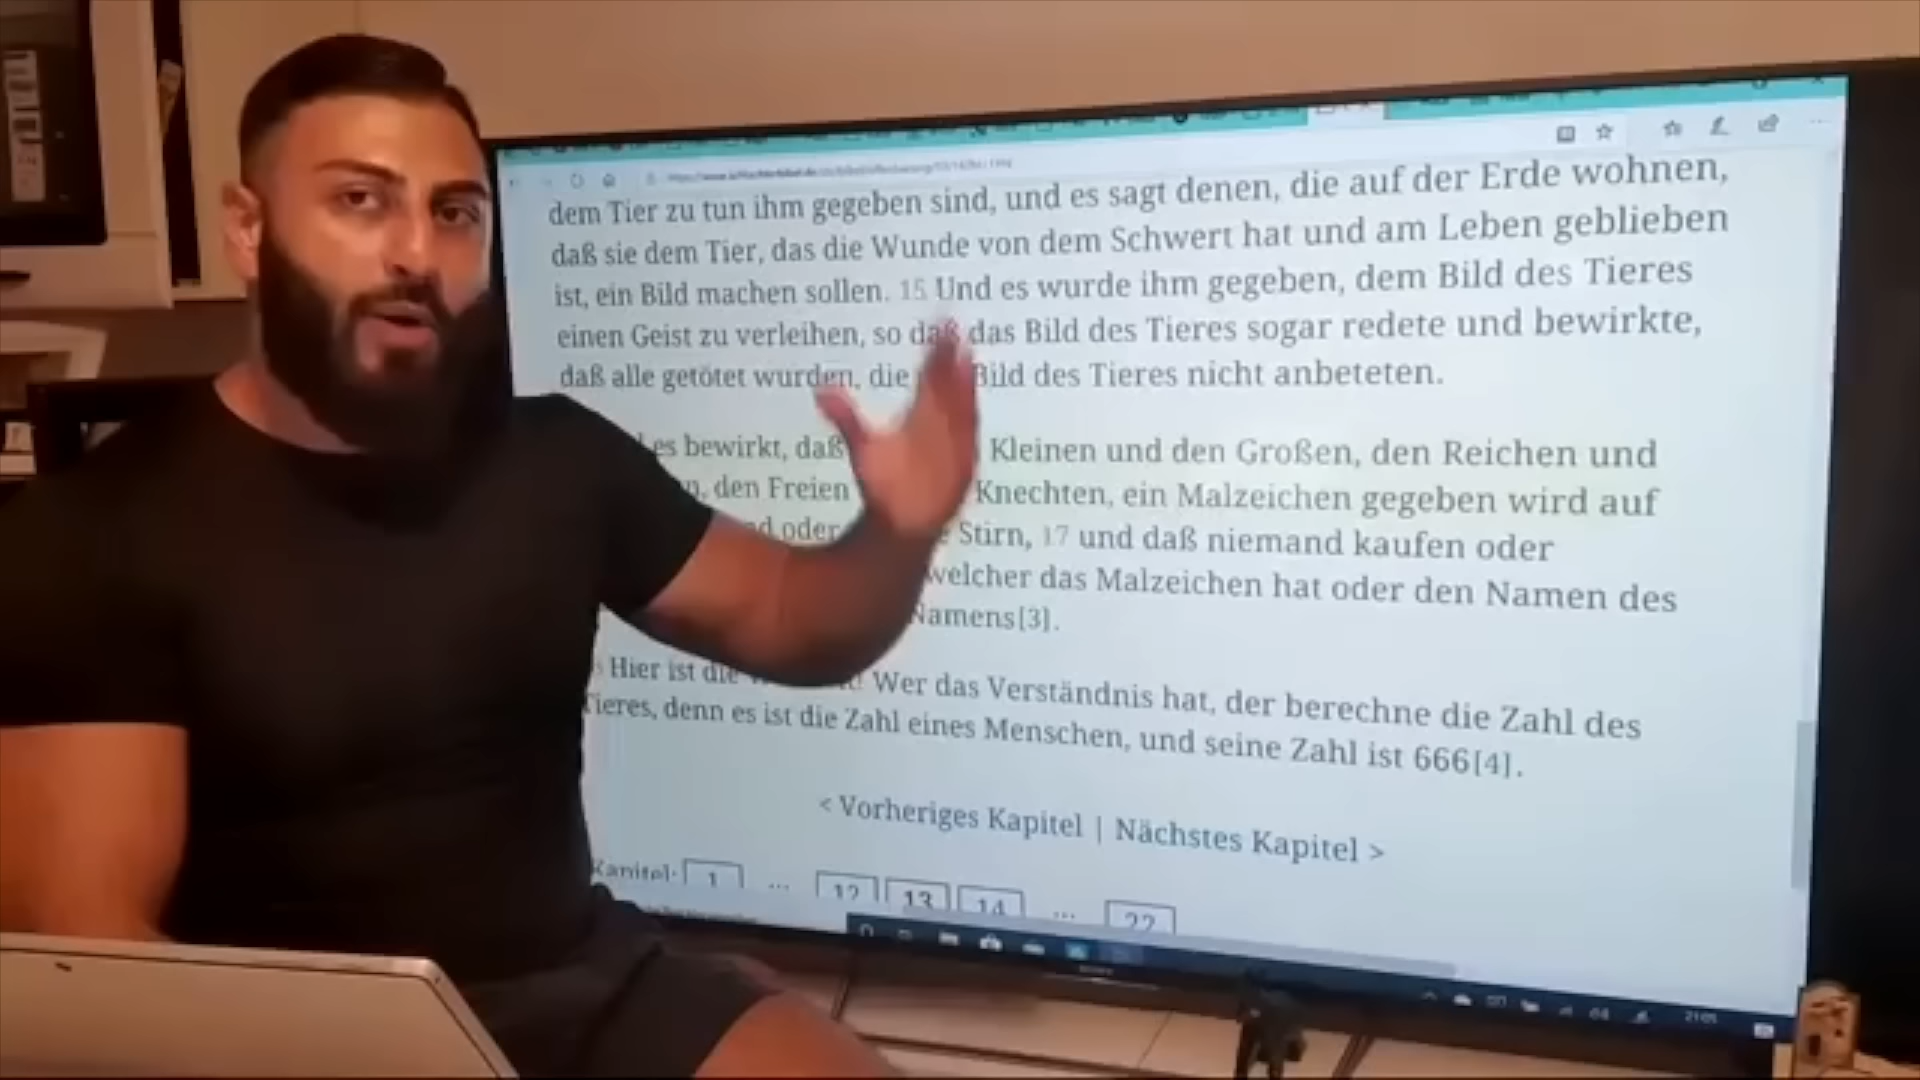 dem Tier zu tun ihm gegeben sind, und es sagt denen, die auf der Erde wohnen,
daß sie dem Tier, das die Wunde von dem Schwert hat und am Leben geblieben
ist, ein Bild machen sollen. 15 Und es wurde ihm gegeben, dem Bild des Tieres
einen Geist zu verleihen, so daß das Bild des Tieres sogar redete und bewirkte,
daß alle getötet wurden, die Bild des Tieres nicht anbeteten.
es bewirkt, daß Kleinen und den Großen, den Reichen und
den Freien Knechten, ein Malzeichen gegeben wird auf
oder Stirn, 17 und daß niemand kaufen oder
welcher das Malzeichen hat oder den Namen des
Namens[3].
Hier ist die Wer das Verständnis hat, der berechne die Zahl des
Tieres, denn es ist die Zahl eines Menschen, und seine Zahl ist 666[4].
< Vorheriges Kapitel | Nächstes Kapitel >
Kapitel: 1 ... 12 13 14 ... 22
21:05